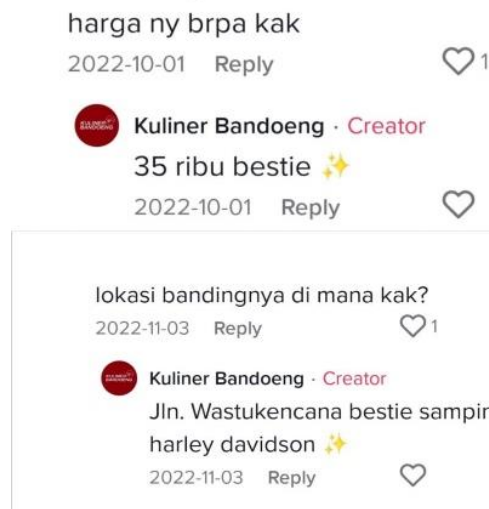 harga ny brpa kak
2022-10-01 Reply
1
Kuliner Bandoeng · Creator
35 ribu bestie ✨
2022-10-01 Reply
lokasi bandingnya di mana kak?
2022-11-03 Reply
1
Kuliner Bandoeng · Creator
Jln. Wastukencana bestie sampin
harley davidson ✨
2022-11-03 Reply